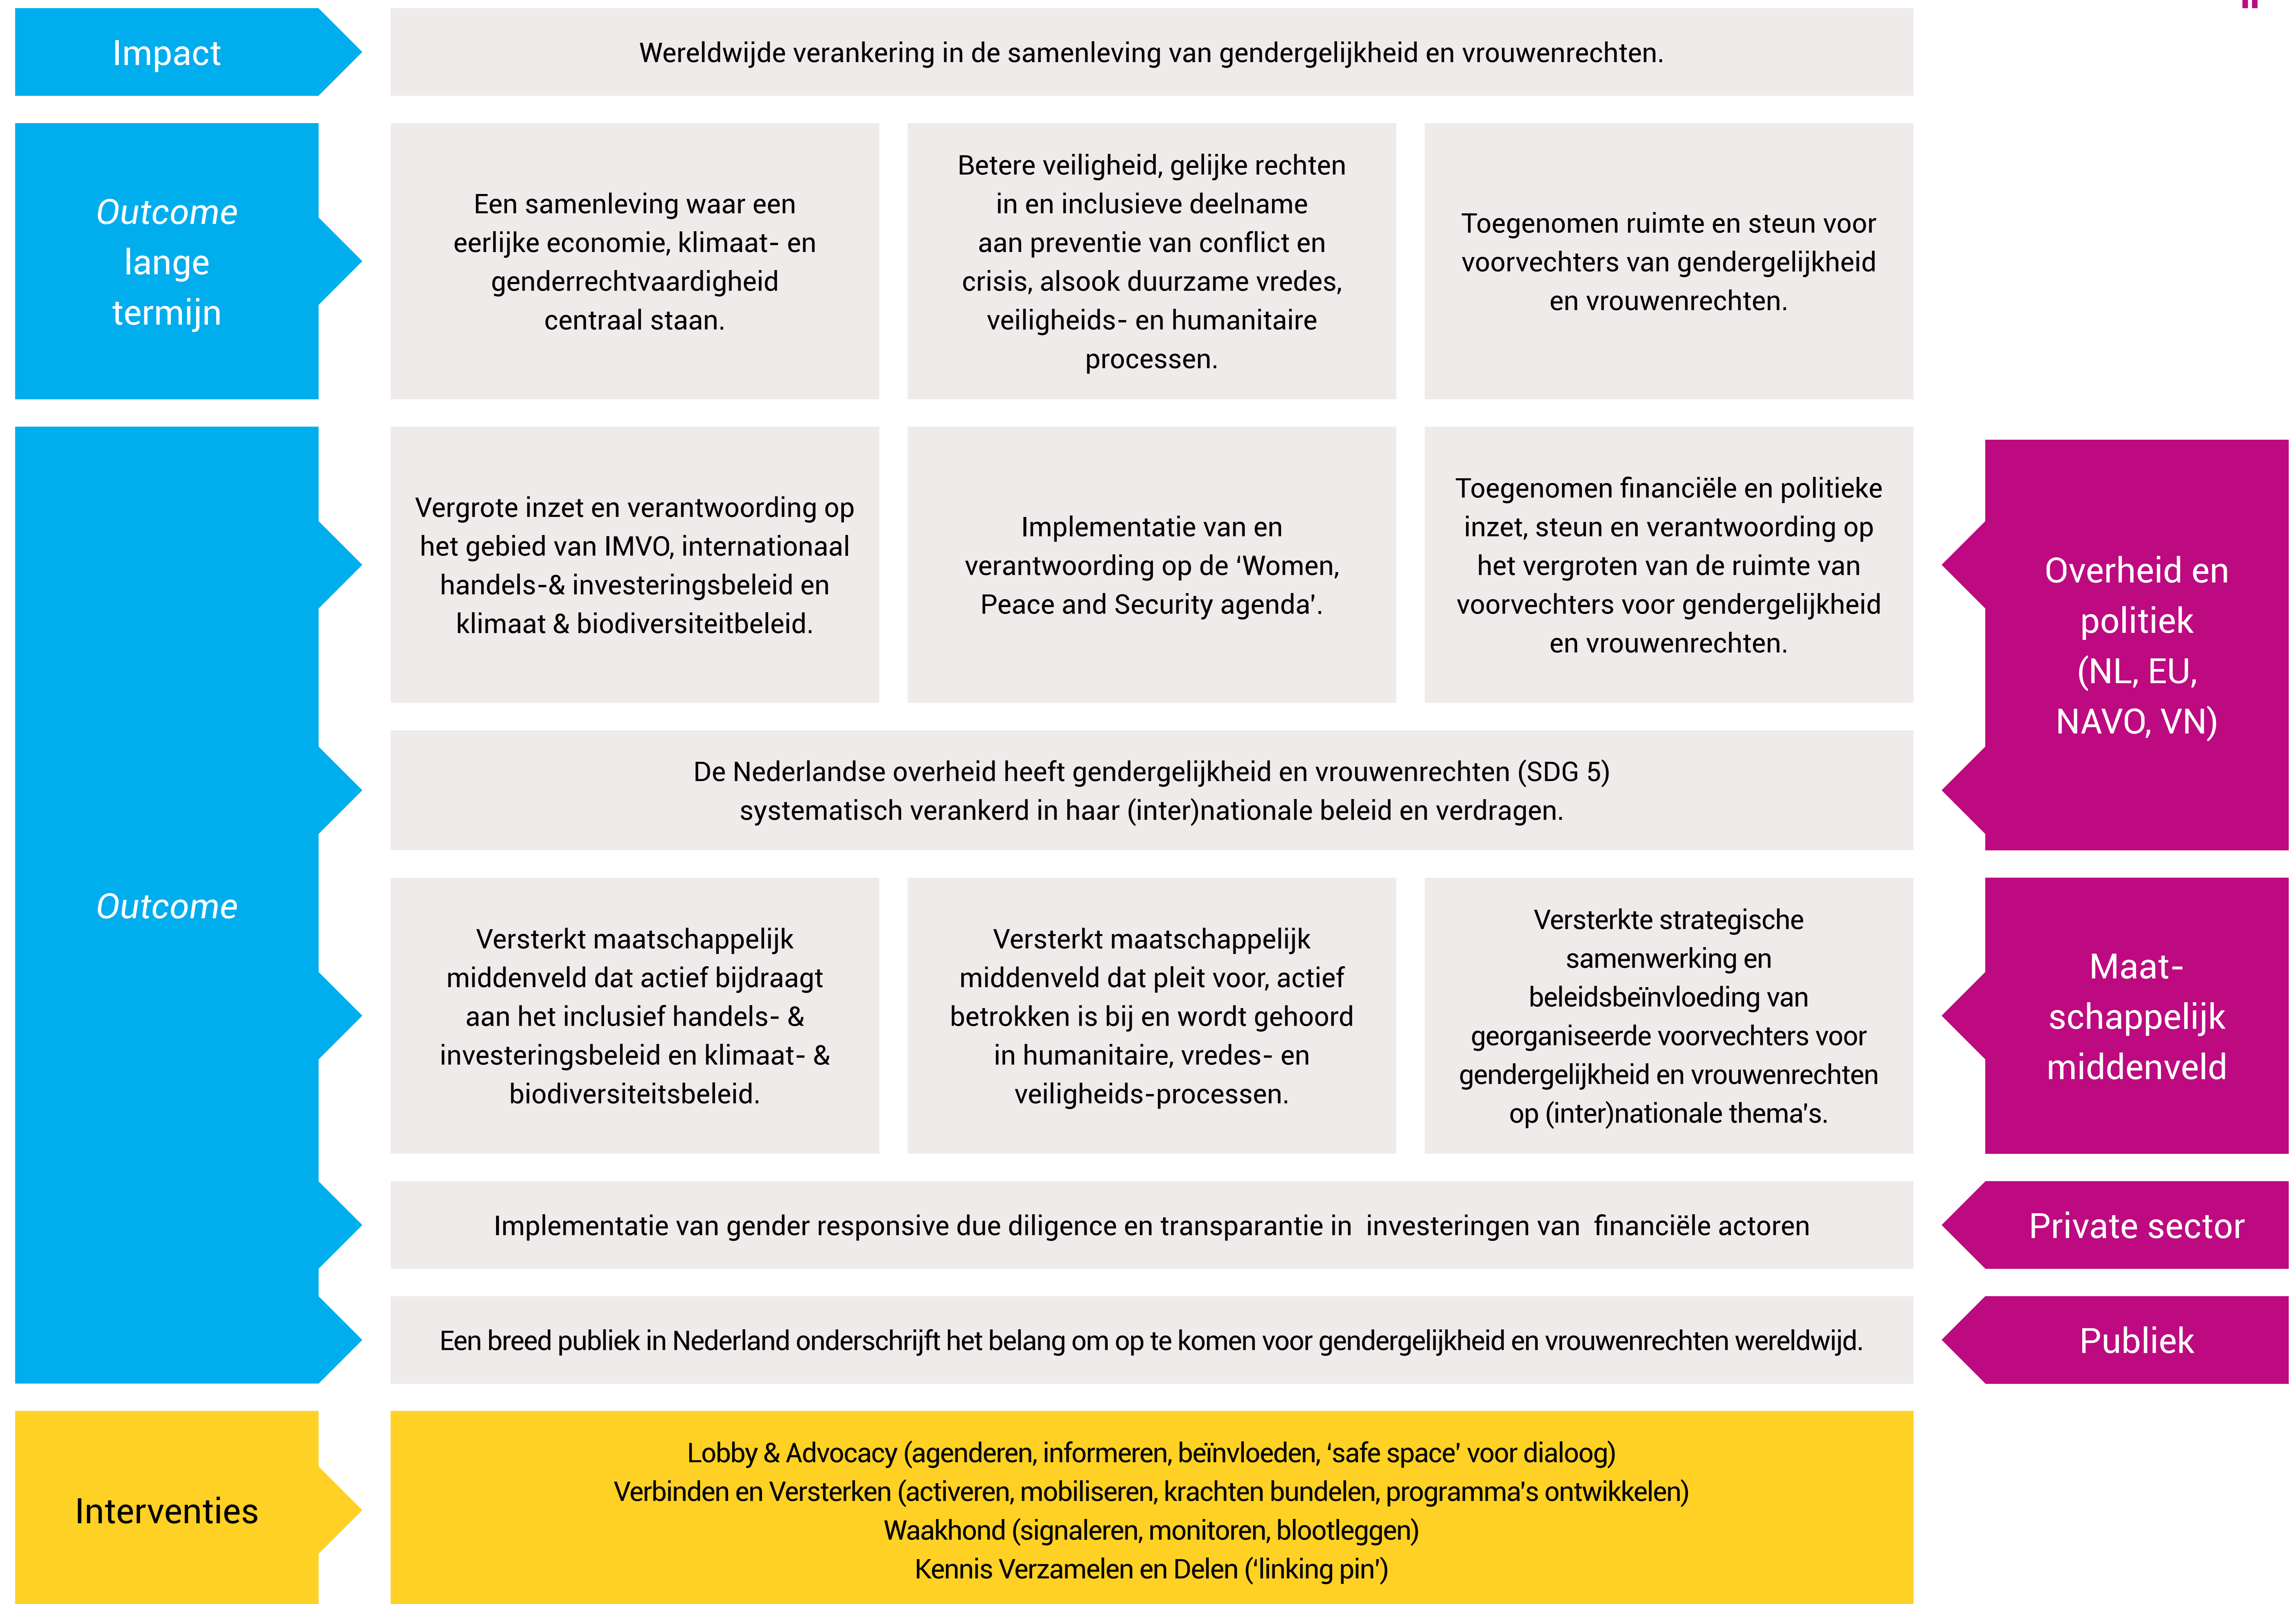 Impact
Wereldwijde verankering in de samenleving van gendergelijkheid en vrouwenrechten.
Outcome
lange
termijn
Een samenleving waar een
eerlijke economie, klimaat- en
genderrechtvaardigheid
centraal staan.
Betere veiligheid, gelijke rechten
in en inclusieve deelname
aan preventie van conflict en
crisis, alsook duurzame vredes,
veiligheids- en humanitaire
processen.
Toegenomen ruimte en steun voor
voorvechters van gendergelijkheid
en vrouwenrechten.
Outcome
Vergrote inzet en verantwoording op
het gebied van IMVO, internationaal
handels-& investeringsbeleid en
klimaat & biodiversiteitbeleid.
Implementatie van en
verantwoording op de ‘Women,
Peace and Security agenda’.
Toegenomen financiële en politieke
inzet, steun en verantwoording op
het vergroten van de ruimte van
voorvechters voor gendergelijkheid
en vrouwenrechten.
Overheid en
politiek
(NL, EU,
NAVO, VN)
De Nederlandse overheid heeft gendergelijkheid en vrouwenrechten (SDG 5)
systematisch verankerd in haar (inter)nationale beleid en verdragen.
Versterkt maatschappelijk
middenveld dat actief bijdraagt
aan het inclusief handels- &
investeringsbeleid en klimaat- &
biodiversiteitsbeleid.
Versterkt maatschappelijk
middenveld dat pleit voor, actief
betrokken is bij en wordt gehoord
in humanitaire, vredes- en
veiligheids-processen.
Versterkte strategische
samenwerking en
beleidsbeïnvloeding van
georganiseerde voorvechters voor
gendergelijkheid en vrouwenrechten
op (inter)nationale thema's.
Maat-
schappelijk
middenveld
Implementatie van gender responsive due diligence en transparantie in investeringen van financiële actoren
Private sector
Een breed publiek in Nederland onderschrijft het belang om op te komen voor gendergelijkheid en vrouwenrechten wereldwijd.
Publiek
Interventies
Lobby & Advocacy (agenderen, informeren, beïnvloeden, ‘safe space’ voor dialoog)
Verbinden en Versterken (activeren, mobiliseren, krachten bundelen, programma's ontwikkelen)
Waakhond (signaleren, monitoren, blootleggen)
Kennis Verzamelen en Delen (‘linking pin’)